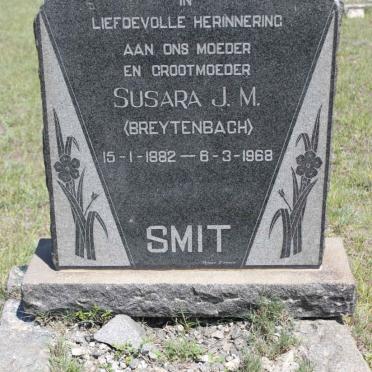 IN
LIEFDEVOLLE HERINNERING
AAN ONS MOEDER
EN GROOTMOEDER
SUSARA J. M.
(BREYTENBACH)
15-1-1882 — 6-3-1968
SMIT